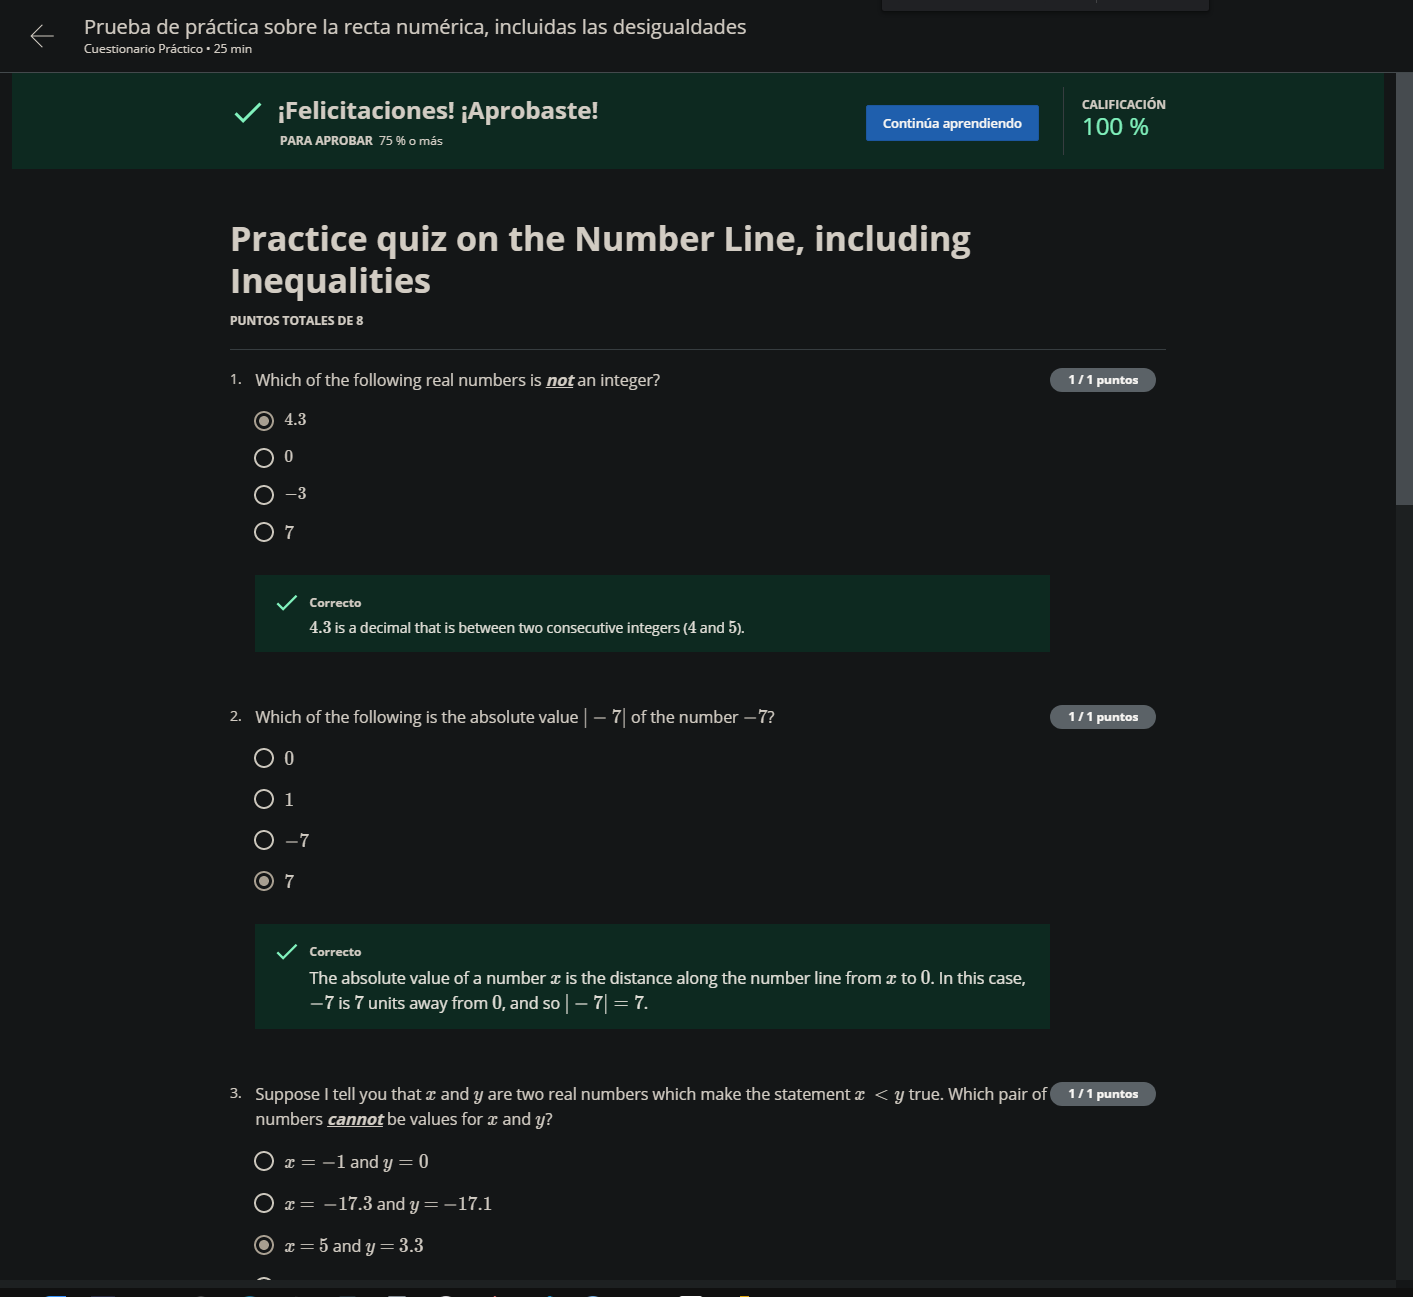 Prueba de práctica sobre la recta numérica, incluidas las desigualdades
Cuestionario Práctico • 25 min
¡Felicitaciones! ¡Aprobaste!
PARA APROBAR 75 % o más
Continúa aprendiendo
CALIFICACIÓN
100 %
Practice quiz on the Number Line, including
Inequalities
PUNTOS TOTALES DE 8
1. Which of the following real numbers is not an integer?
1 / 1 puntos
4.3
0
−3
7
Correcto
4.3 is a decimal that is between two consecutive integers (4 and 5).
2. Which of the following is the absolute value | − 7| of the number −7?
1 / 1 puntos
0
1
−7
7
Correcto
The absolute value of a number x is the distance along the number line from x to 0. In this case,
−7 is 7 units away from 0, and so | − 7| = 7.
3. Suppose I tell you that x and y are two real numbers which make the statement x < y true. Which pair of
1 / 1 puntos
numbers cannot be values for x and y?
x = −1 and y = 0
x = −17.3 and y = −17.1
x = 5 and y = 3.3